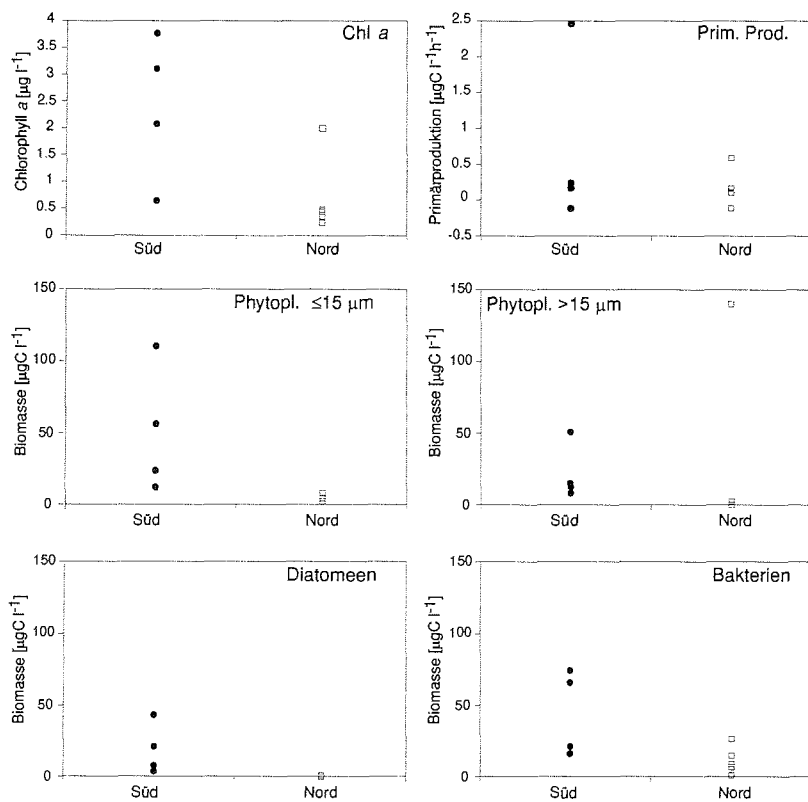 Chl a
Chlorophyll a [µg l-1]
4
3.5
3
2.5
2
1.5
1
0.5
0
Süd
Nord
Prim. Prod.
Primärproduktion [µgC l-1h-1]
2.5
2
1.5
1
0.5
0
-0.5
Süd
Nord
Phytopl. ≤15 µm
Biomasse [µgC l-1]
150
100
50
0
Süd
Nord
Phytopl. >15 µm
Biomasse [µgC l-1]
150
100
50
0
Süd
Nord
Diatomeen
Biomasse [µgC l-1]
150
100
50
0
Süd
Nord
Bakterien
Biomasse [µgC l-1]
150
100
50
0
Süd
Nord